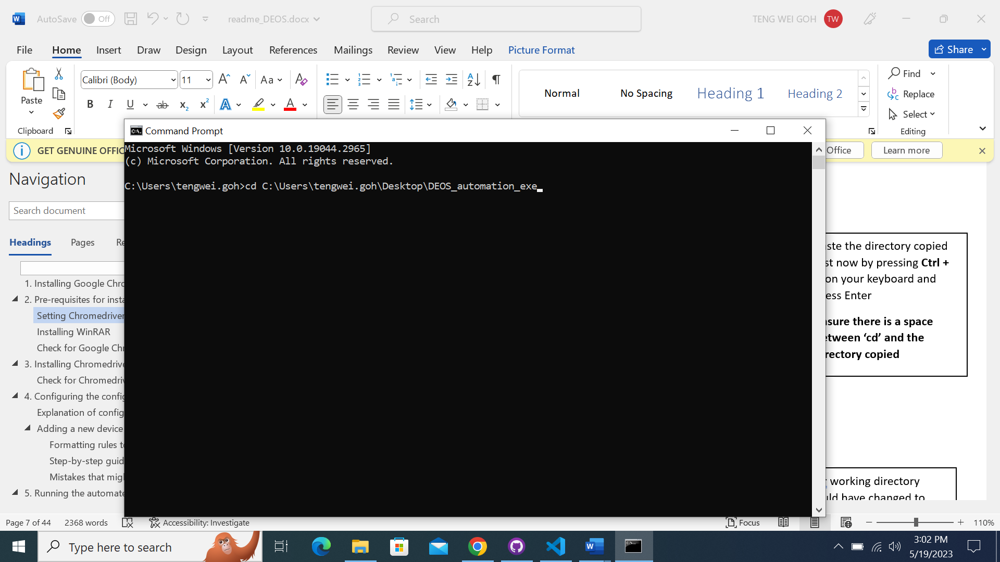 AutoSave Off readme_DEOS.docx Search TENG WEI GOH TW
File Home Insert Draw Design Layout References Mailings Review View Help Picture Format Share
Paste
Clipboard
Calibri (Body) 11
Normal No Spacing Heading 1 Heading 2
Find
Replace
Select
Editing
GET GENUINE OFFIC
Office Learn more
Command Prompt
Microsoft Windows [Version 10.0.19044.2965]
(c) Microsoft Corporation. All rights reserved.
C:\Users\tengwei.goh>cd C:\Users\tengwei.goh\Desktop\DEOS_automation_exe
Navigation
Search document
Headings Pages Re
1. Installing Google Chro
2. Pre-requisites for insta
Setting Chromedriver
Installing WinRAR
Check for Google Chr
3. Installing Chromedrive
Check for Chromedriv
4. Configuring the config
Explanation of config
Adding a new device
Formatting rules to
Step-by-step guid
Mistakes that migh
5. Running the automate
ste the directory copied
st now by pressing Ctrl +
on your keyboard and
ess Enter
sure there is a space
etween ‘cd’ and the
rectory copied
r working directory
uld have changed to
Page 7 of 44 2368 words Accessibility: Investigate Focus 110%
Type here to search
3:02 PM
5/19/2023